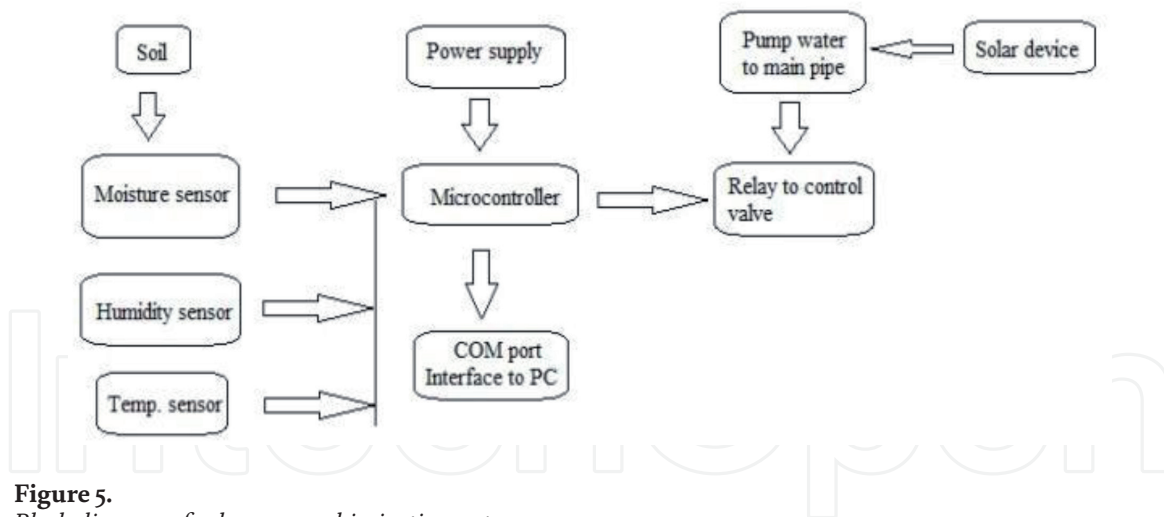 Soil
Power supply
Pump water
to main pipe
Solar device
Moisture sensor
Microcontroller
Relay to control
valve
Humidity sensor
COM port
Interface to PC
Temp. sensor
Figure 5.